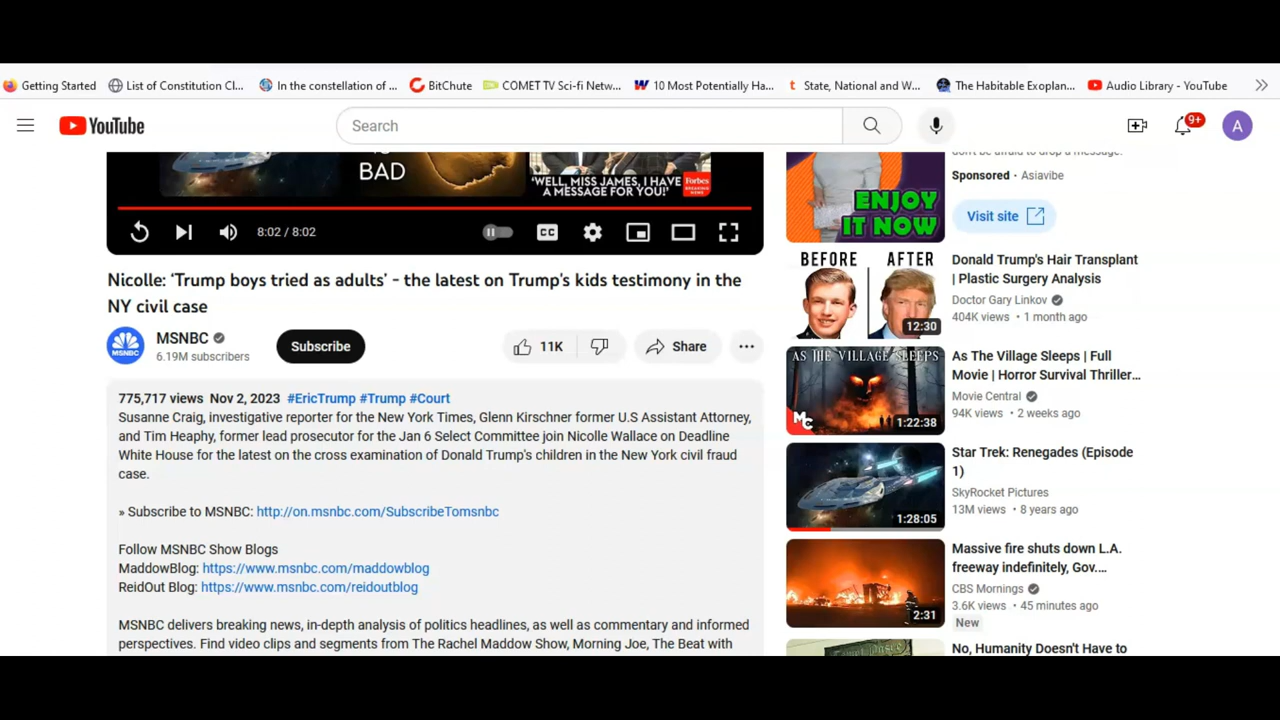 Getting Started
List of Constitution Cl...
In the constellation of ...
BitChute
COMET TV Sci-fi Netw...
10 Most Potentially Ha...
State, National and W...
The Habitable Exoplan...
Audio Library - YouTube
YouTube
Search
9+
A
BAD
'WELL, MISS JAMES, I HAVE
A MESSAGE FOR YOU!'
Forbes
BREAKING
NEWS
CC
8:02 / 8:02
Nicolle: ‘Trump boys tried as adults’ - the latest on Trump's kids testimony in the
NY civil case
MSNBC
MSNBC
6.19M subscribers
Subscribe
11K
Share
775,717 views Nov 2, 2023 #EricTrump #Trump #Court
Susanne Craig, investigative reporter for the New York Times, Glenn Kirschner former U.S Assistant Attorney,
and Tim Heaphy, former lead prosecutor for the Jan 6 Select Committee join Nicolle Wallace on Deadline
White House for the latest on the cross examination of Donald Trump's children in the New York civil fraud
case.
» Subscribe to MSNBC: http://on.msnbc.com/SubscribeTomsnbc
Follow MSNBC Show Blogs
MaddowBlog: https://www.msnbc.com/maddowblog
ReidOut Blog: https://www.msnbc.com/reidoutblog
MSNBC delivers breaking news, in-depth analysis of politics headlines, as well as commentary and informed
perspectives. Find video clips and segments from The Rachel Maddow Show, Morning Joe, The Beat with
don't be afraid to drop a message.
Sponsored • Asiavibe
Visit site
ENJOY
IT NOW
BEFORE AFTER
12:30
Donald Trump's Hair Transplant
| Plastic Surgery Analysis
Doctor Gary Linkov
404K views • 1 month ago
AS THE VILLAGE SLEEPS
MC
1:22:38
As The Village Sleeps | Full
Movie | Horror Survival Thriller...
Movie Central
94K views • 2 weeks ago
1:28:05
Star Trek: Renegades (Episode
1)
SkyRocket Pictures
13M views • 8 years ago
2:31
Massive fire shuts down L.A.
freeway indefinitely, Gov....
CBS Mornings
3.6K views • 45 minutes ago
New
No, Humanity Doesn't Have to